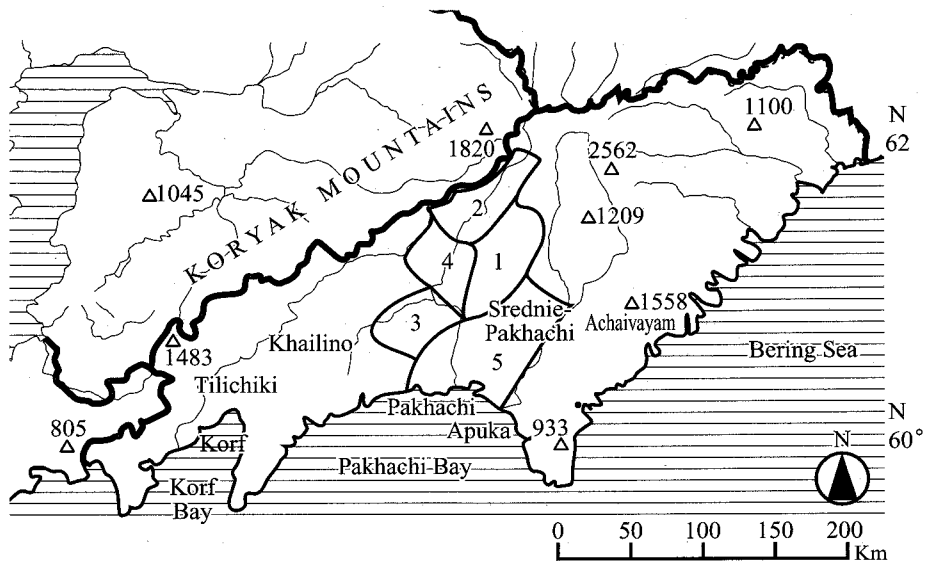 1100
N
62
1820
2562
KORYAK MOUNTAINS
1045
2
1209
4
1
1558
Srednie-
Pakhachi
Achaivayam
3
Khailino
1483
5
Bering Sea
Tilichiki
Pakhachi
N
60°
805
Korf
Apuka
933
N
Pakhachi Bay
Korf
Bay
0 50 100 150 200
Km